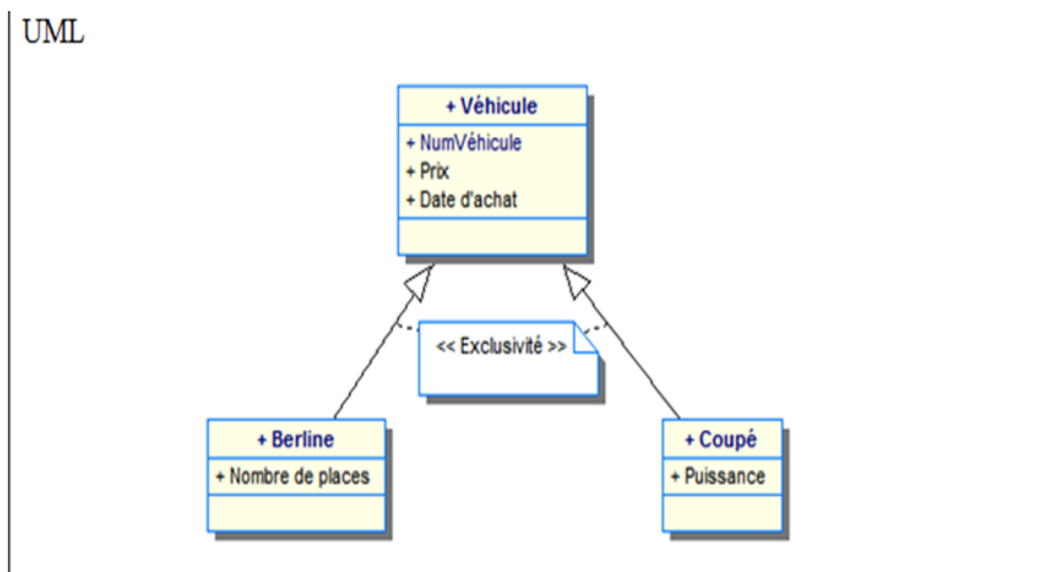 UML
+ Véhicule
+ NumVéhicule
+ Prix
+ Date d'achat
<< Exclusivité >>
+ Berline
+ Nombre de places
+ Coupé
+ Puissance